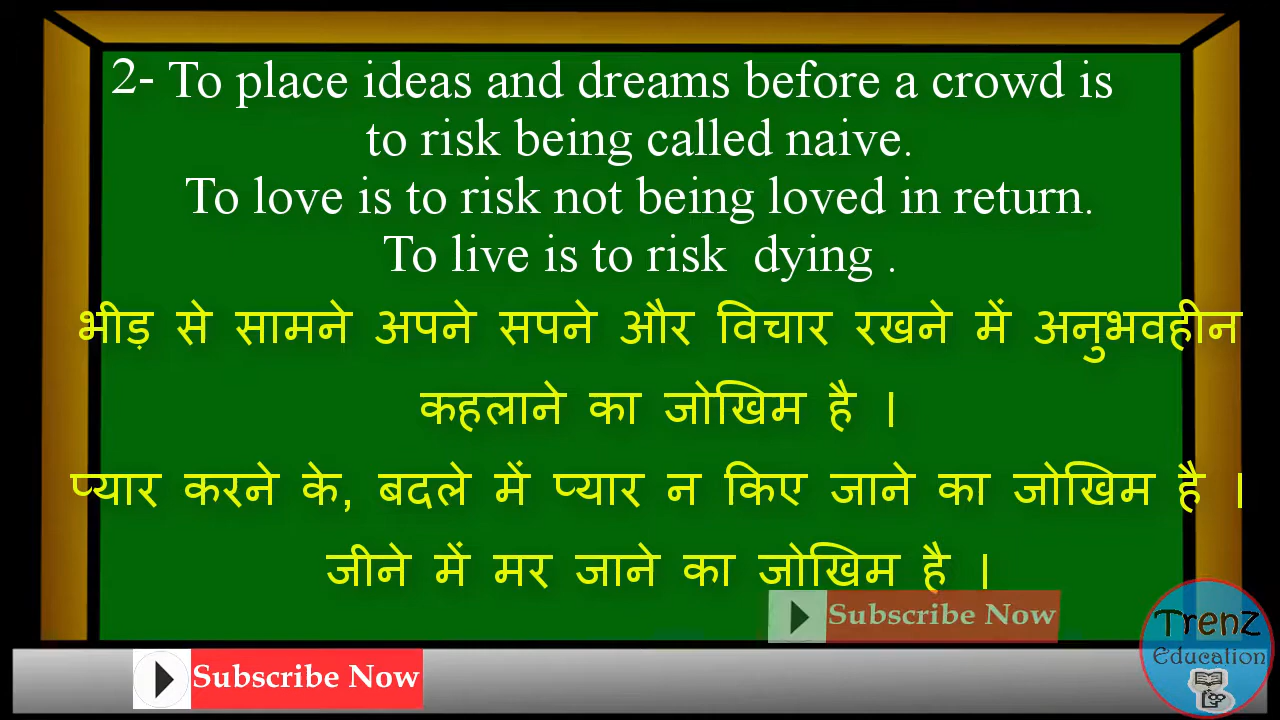 2- To place ideas and dreams before a crowd is
to risk being called naive.
To love is to risk not being loved in return.
To live is to risk  dying .
भीड़ से सामने अपने सपने और विचार रखने में अनुभवहीन
कहलाने का जोखिम है ।
प्यार करने के, बदले में प्यार न किए जाने का जोखिम है ।
जीने में मर जाने का जोखिम है ।
Subscribe Now
Subscribe Now
Trenz
Education